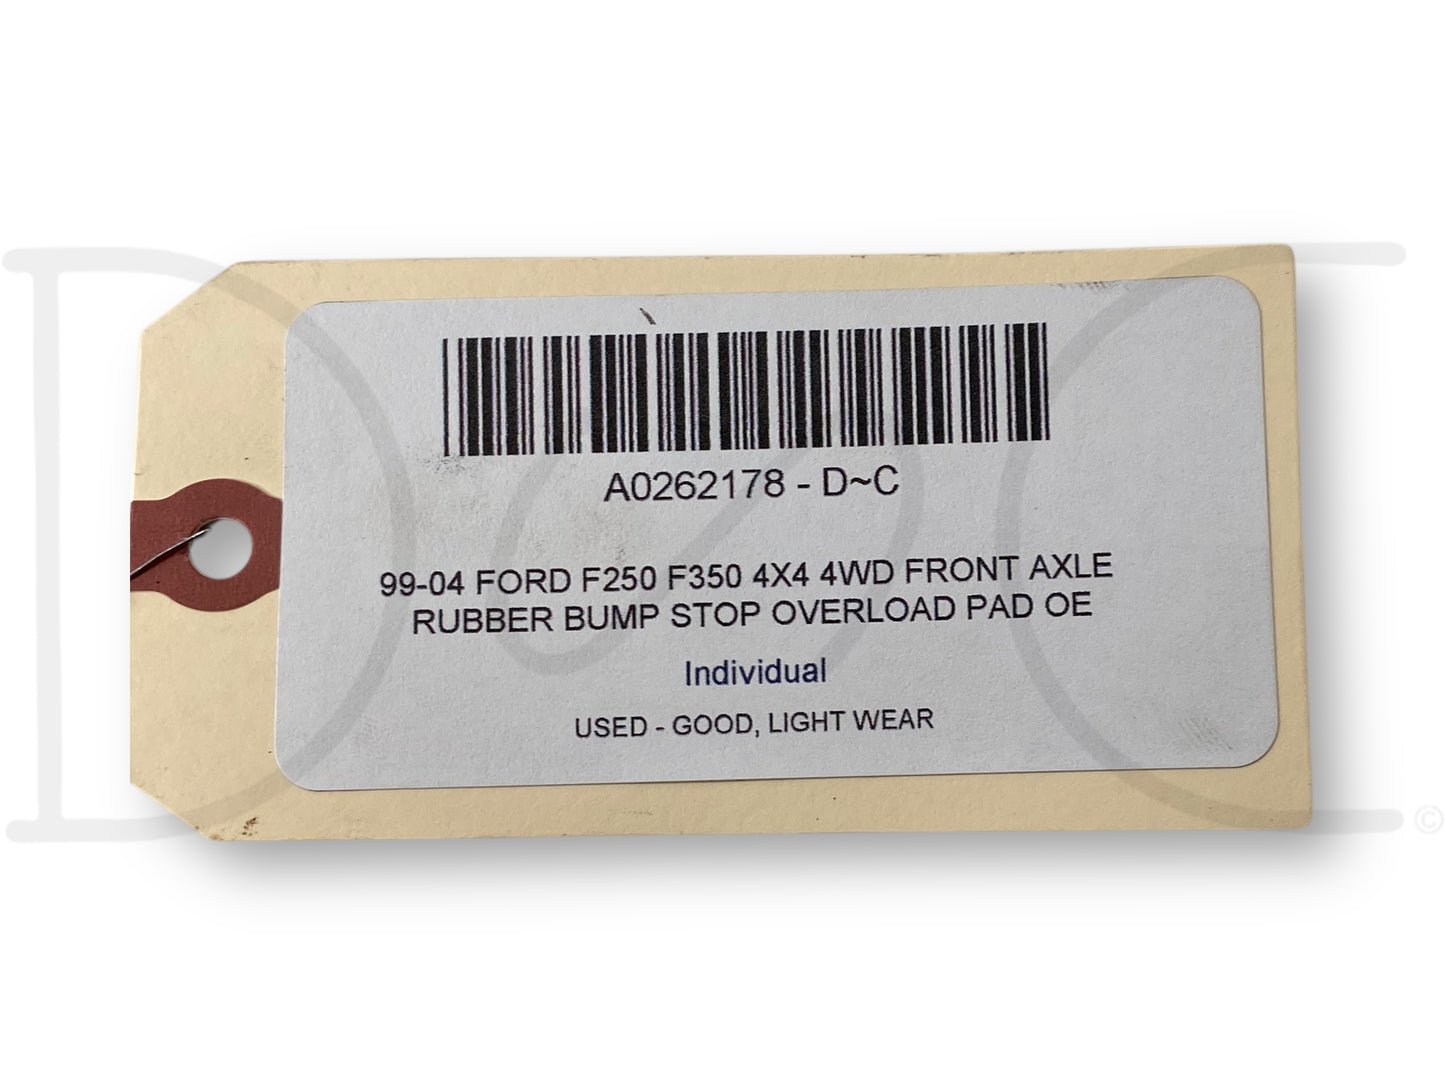 A0262178 - D~C
99-04 FORD F250 F350 4X4 4WD FRONT AXLE
RUBBER BUMP STOP OVERLOAD PAD OE
Individual
USED - GOOD, LIGHT WEAR
D~C
©